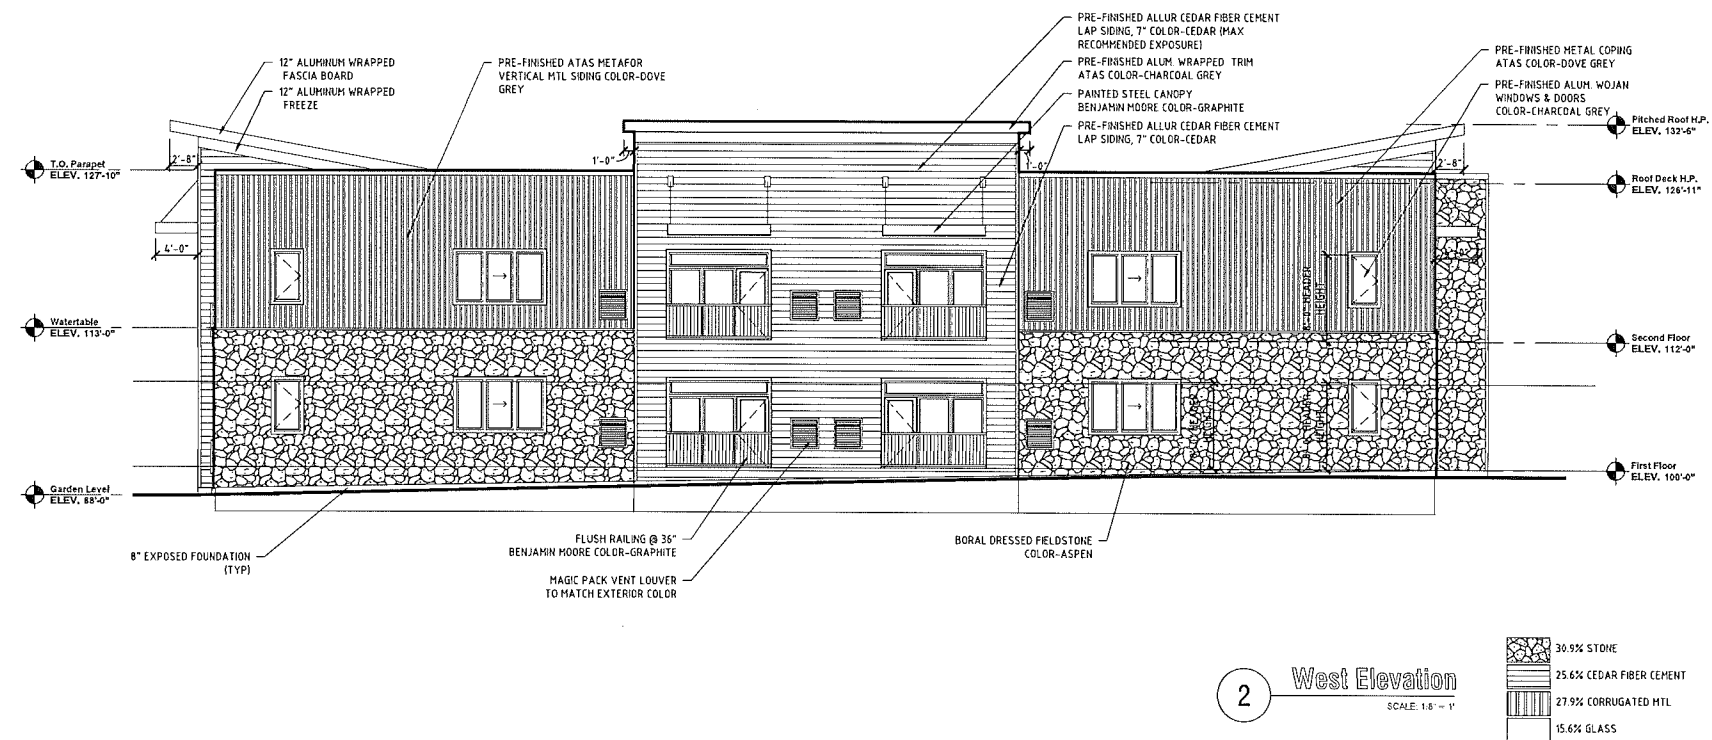 PRE-FINISHED ALLUR CEDAR FIBER CEMENT
LAP SIDING, 7" COLOR-CEDAR (MAX
RECOMMENDED EXPOSURE)
PRE-FINISHED ALUM. WRAPPED TRIM
ATAS COLOR-CHARCOAL GREY
PAINTED STEEL CANOPY
BENJAMIN MOORE COLOR-GRAPHITE
PRE-FINISHED ALLUR CEDAR FIBER CEMENT
LAP SIDING, 7" COLOR-CEDAR
12" ALUMINUM WRAPPED
FASCIA BOARD
12" ALUMINUM WRAPPED
FREEZE
PRE-FINISHED ATAS METAFOR
VERTICAL MTL SIDING COLOR-DOVE
GREY
PRE-FINISHED METAL COPING
ATAS COLOR-DOVE GREY
PRE-FINISHED ALUM. WOJAN
WINDOWS & DOORS
COLOR-CHARCOAL GREY
Pitched Roof H.P.
ELEV. 132'-6"
T.O. Parapet
ELEV. 127'-10"
2'-8"
1'-0"
1'-0"
2'-8"
Roof Deck H.P.
ELEV. 126'-11"
4'-0"
8'-0" HEADER
HEIGHT
Watertable
ELEV. 113'-0"
Second Floor
ELEV. 112'-0"
HEADER
HEIGHT
HEADER
HEIGHT
Garden Level
ELEV. 88'-0"
First Floor
ELEV. 100'-0"
8" EXPOSED FOUNDATION
(TYP)
FLUSH RAILING @ 36"
BENJAMIN MOORE COLOR-GRAPHITE
MAGIC PACK VENT LOUVER
TO MATCH EXTERIOR COLOR
BORAL DRESSED FIELDSTONE
COLOR-ASPEN
2
West Elevation
SCALE: 1:8" = 1'
30.9% STONE
25.6% CEDAR FIBER CEMENT
27.9% CORRUGATED MTL
15.6% GLASS